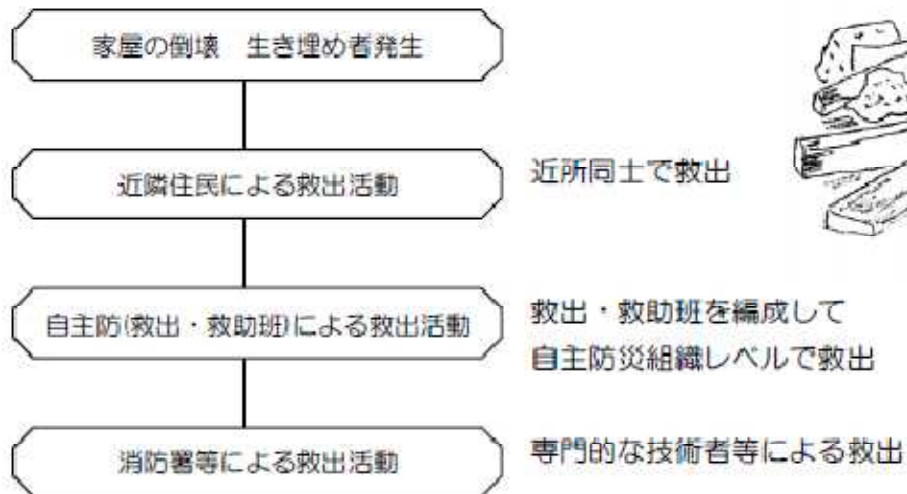 家屋の倒壊　生き埋め者発生
近隣住民による救出活動
近所同士で救出
自主防(救出・救助班)による救出活動
救出・救助班を編成して
自主防災組織レベルで救出
消防署等による救出活動
専門的な技術者等による救出